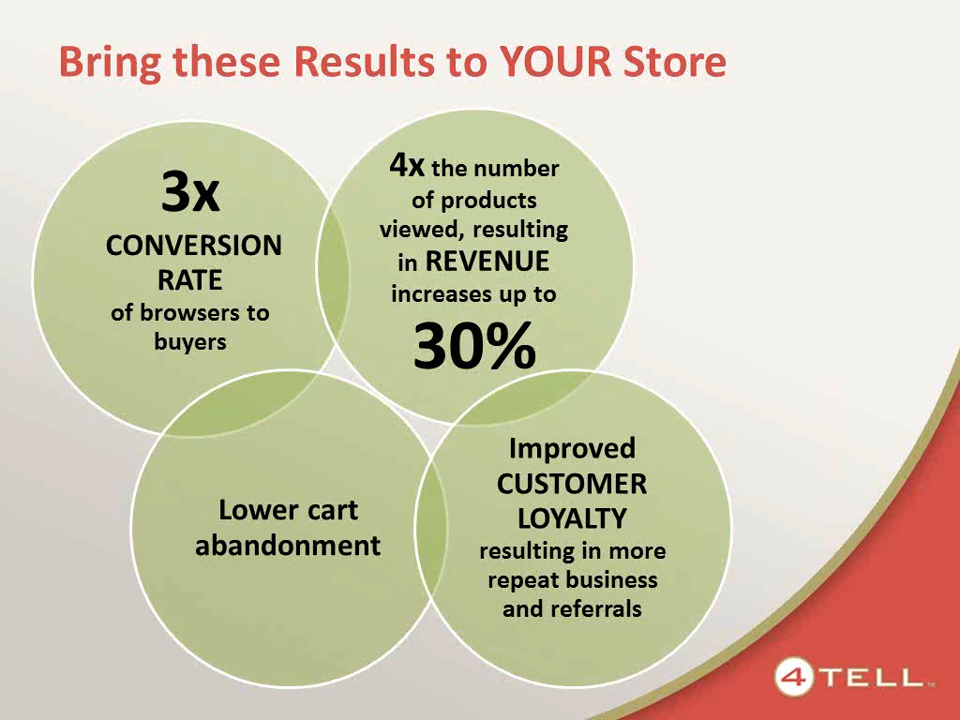 Bring these Results to YOUR Store
3x
CONVERSION
RATE
of browsers to
buyers
4x the number
of products
viewed, resulting
in REVENUE
increases up to
30%
Lower cart
abandonment
Improved
CUSTOMER
LOYALTY
resulting in more
repeat business
and referrals
4 TELL™